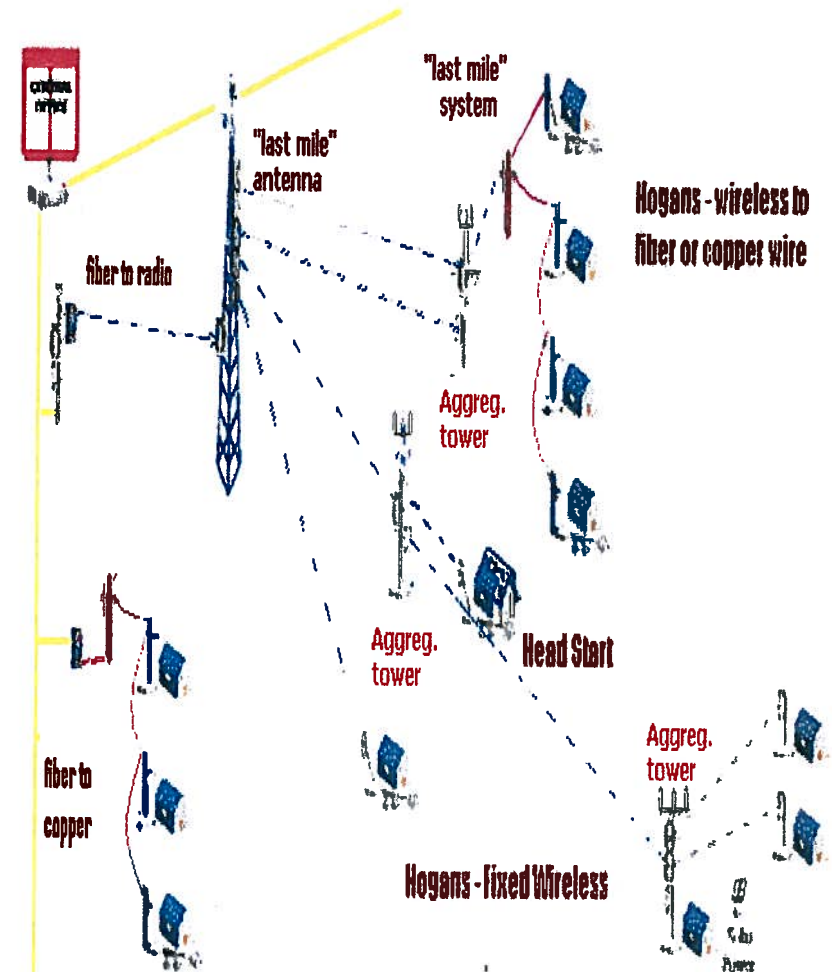 "last mile"
system
"last mile"
antenna
Hogans - wireless to
fiber or copper wire
fiber to radio
Aggreg.
tower
Aggreg.
tower
Head Start
Aggreg.
tower
fiber to
copper
Hogans - Fixed Wireless
Power